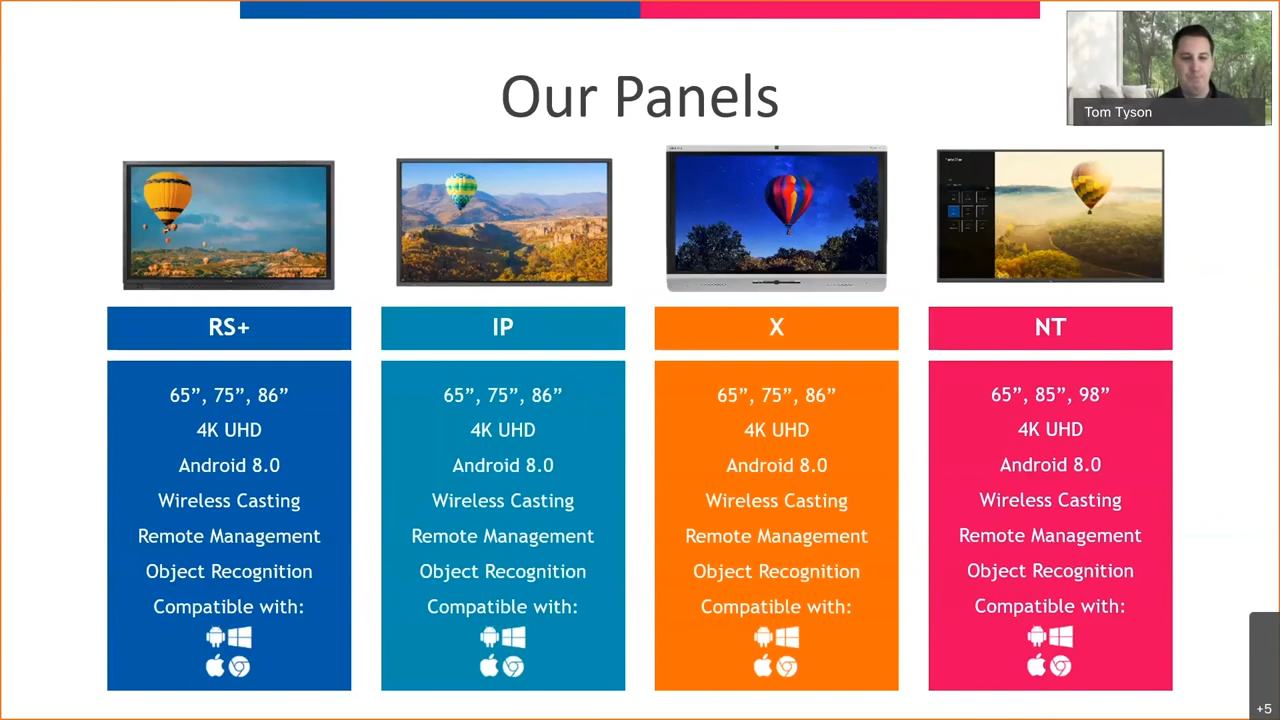 Our Panels
Tom Tyson
RS+
65”, 75”, 86”
4K UHD
Android 8.0
Wireless Casting
Remote Management
Object Recognition
Compatible with:
IP
65”, 75”, 86”
4K UHD
Android 8.0
Wireless Casting
Remote Management
Object Recognition
Compatible with:
X
65”, 75”, 86”
4K UHD
Android 8.0
Wireless Casting
Remote Management
Object Recognition
Compatible with:
NT
65”, 85”, 98”
4K UHD
Android 8.0
Wireless Casting
Remote Management
Object Recognition
Compatible with:
+5